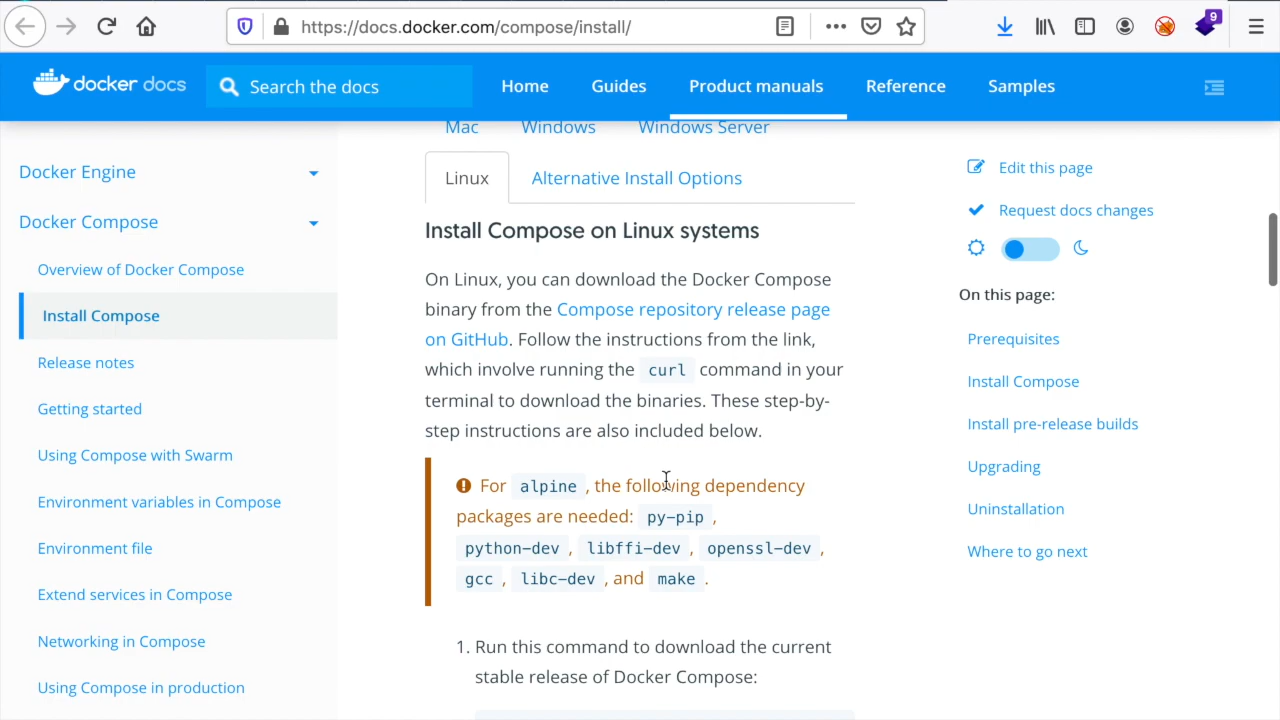 https://docs.docker.com/compose/install/
9
docker docs
Search the docs
Home
Guides
Product manuals
Reference
Samples
Docker Engine
Docker Compose
Overview of Docker Compose
Install Compose
Release notes
Getting started
Using Compose with Swarm
Environment variables in Compose
Environment file
Extend services in Compose
Networking in Compose
Using Compose in production
Mac Windows Windows Server
Linux Alternative Install Options
Install Compose on Linux systems
On Linux, you can download the Docker Compose
binary from the Compose repository release page
on GitHub. Follow the instructions from the link,
which involve running the curl command in your
terminal to download the binaries. These step-by-
step instructions are also included below.
For alpine, the following dependency
packages are needed: py-pip,
python-dev, libffi-dev, openssl-dev,
gcc, libc-dev, and make.
1. Run this command to download the current
stable release of Docker Compose:
Edit this page
Request docs changes
On this page:
Prerequisites
Install Compose
Install pre-release builds
Upgrading
Uninstallation
Where to go next